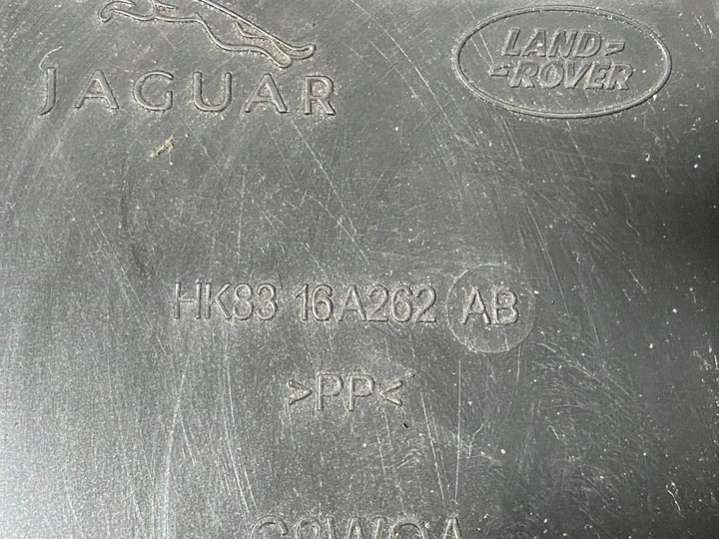 JAGUAR
LAND
ROVER
HK83 16A262 AB
>PP<